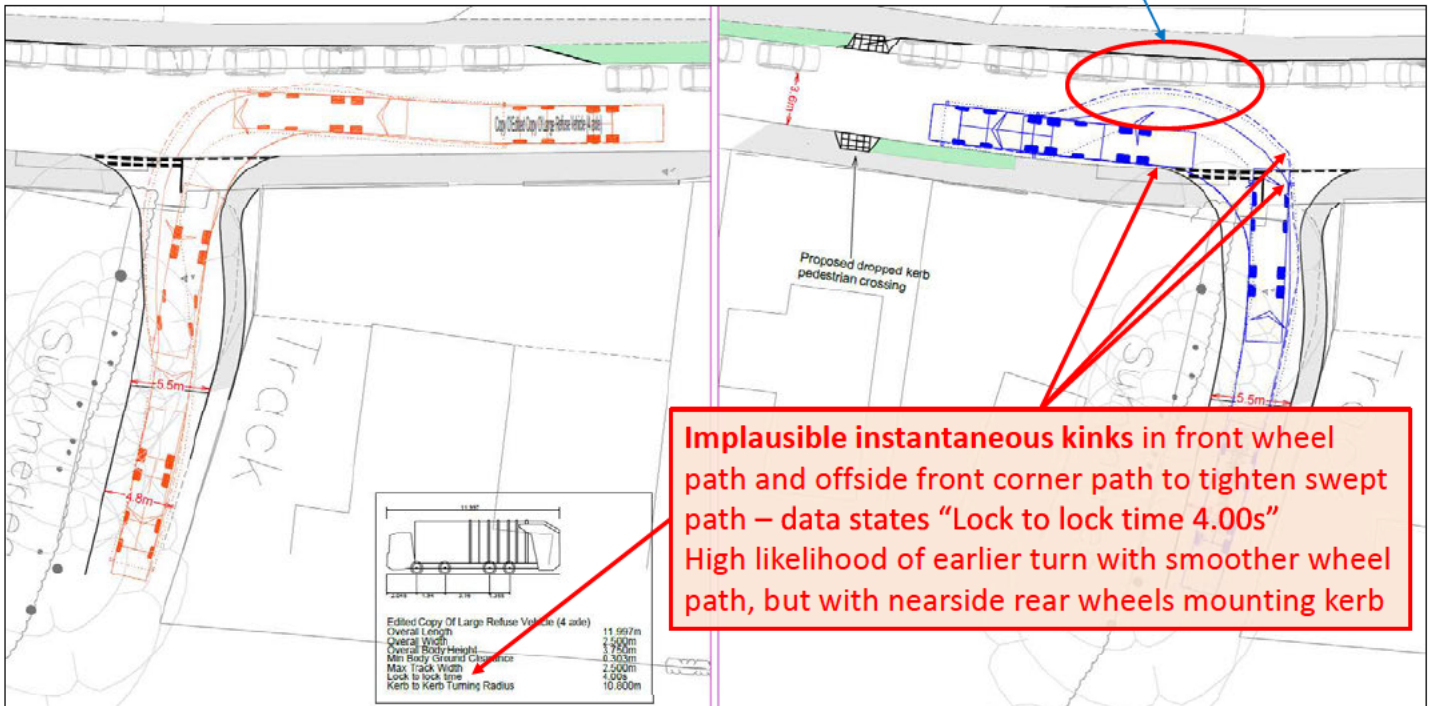 Copy Of Edited Copy Of Large Refuse Vehicle (4 axle)
5.5m
4.8m
Track
Summerle
11.997
Edited Copy Of Large Refuse Vehicle (4 axle)
Overall Length 11.997m
Overall Width 2.500m
Overall Body Height 3.750m
Min Body Ground Clearance 0.303m
Max Track Width 2.500m
Lock to lock time 4.00s
Kerb to Kerb Turning Radius 10.800m
3.6m
Proposed dropped kerb
pedestrian crossing
5.5m
Track
Su
Implausible instantaneous kinks in front wheel
path and offside front corner path to tighten swept
path – data states “Lock to lock time 4.00s”
High likelihood of earlier turn with smoother wheel
path, but with nearside rear wheels mounting kerb